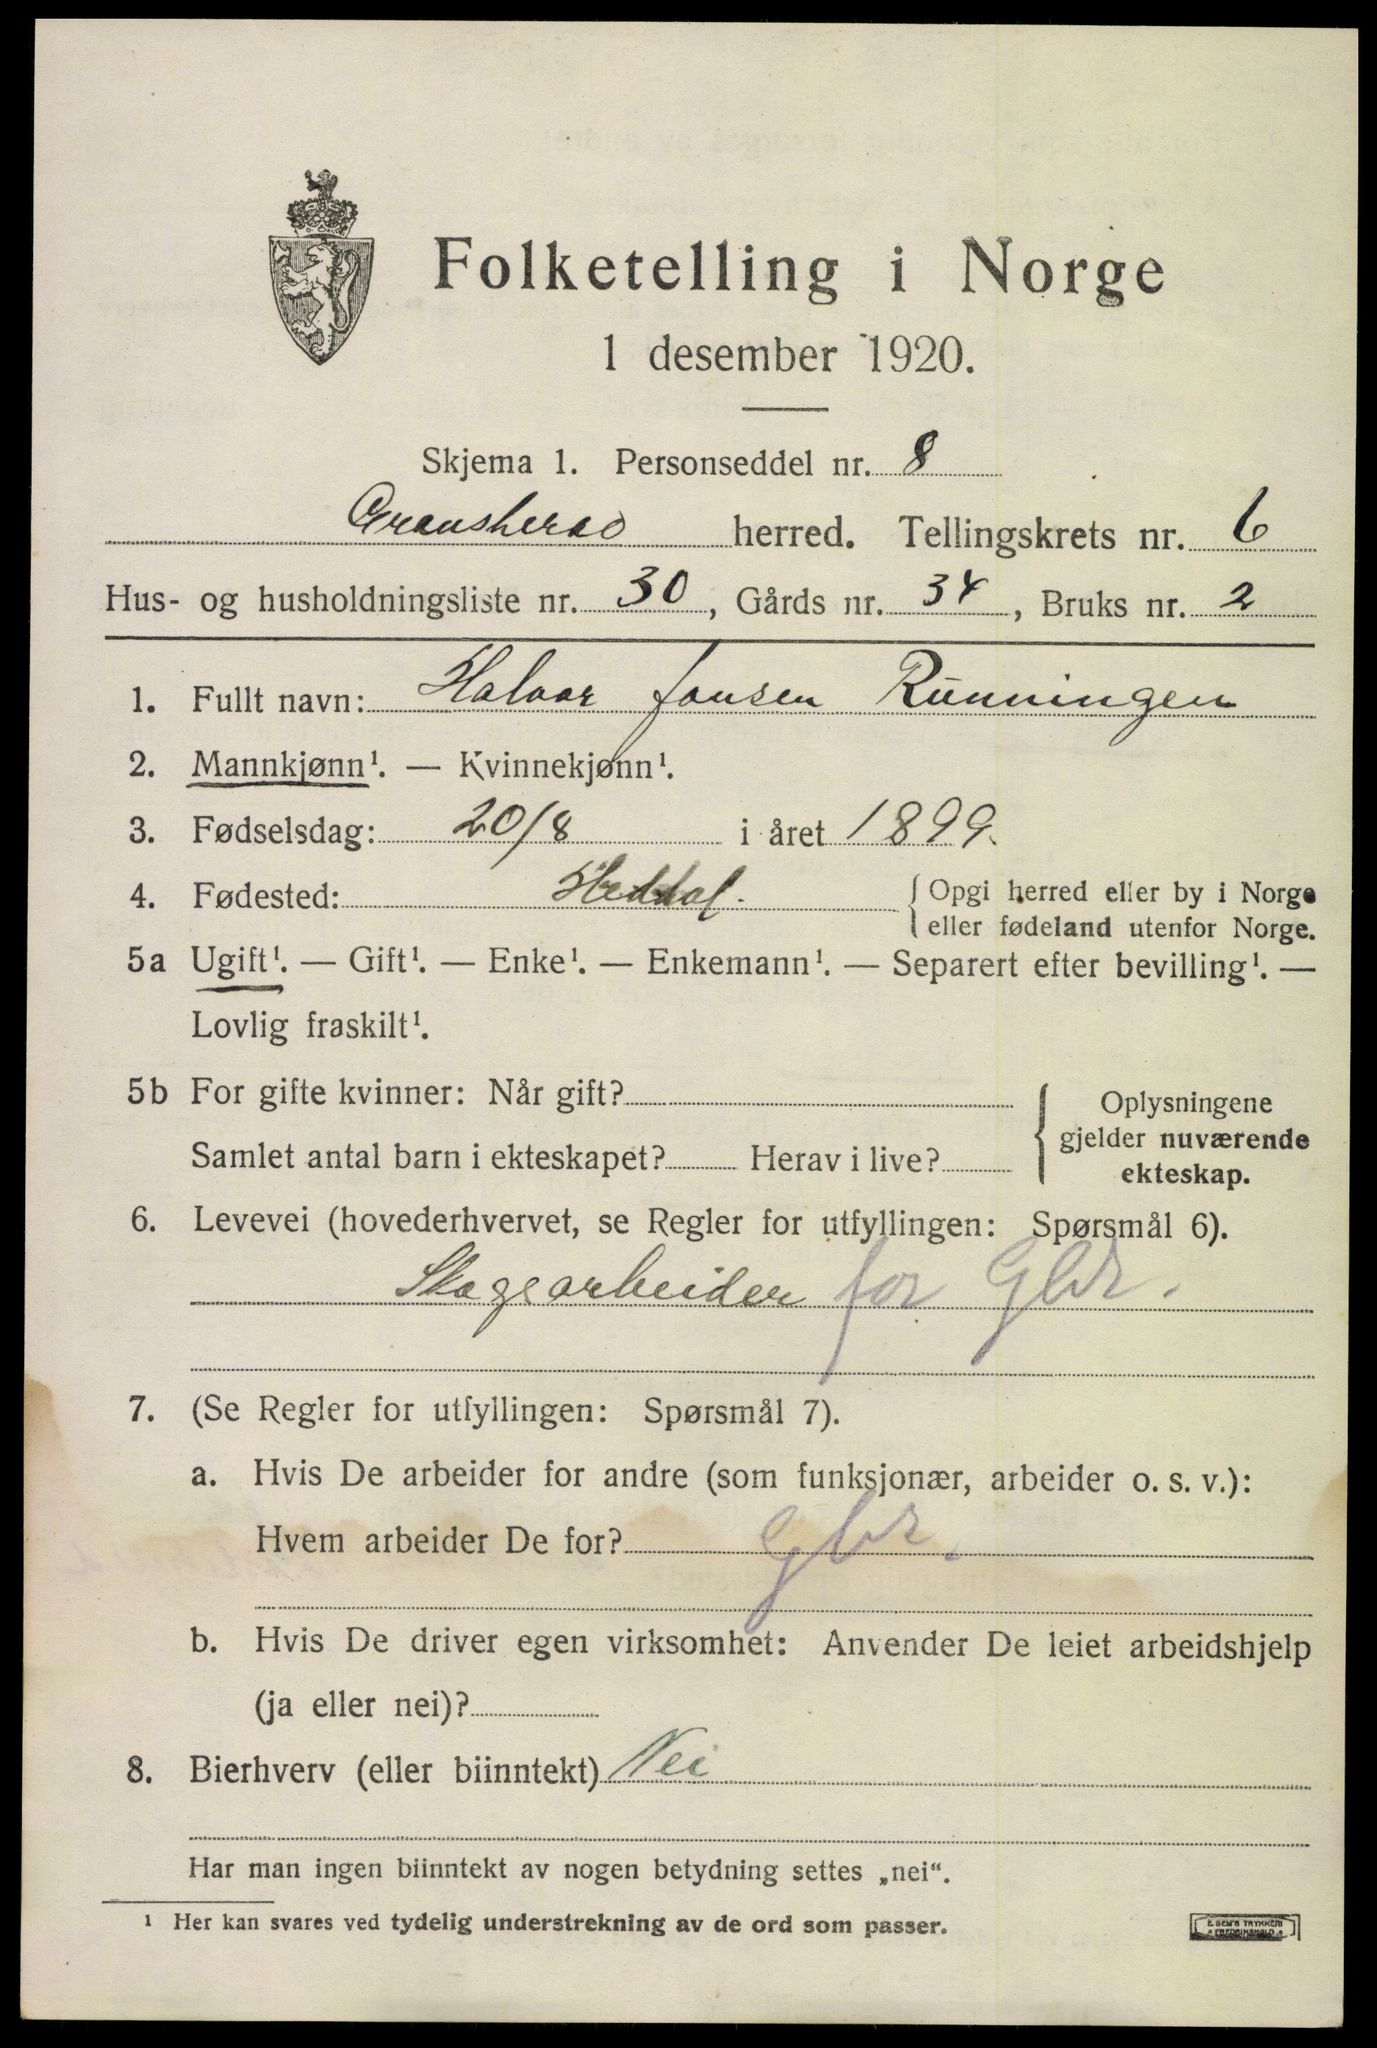 Folketelling i Norge
1 desember 1920.
Skjema 1. Personseddel nr. 8
Gransherad herred. Tellingskrets nr. 6
Hus- og husholdningsliste nr. 30, Gårds nr. 34, Bruks nr. 2
1. Fullt navn: Halvor Jansen Rünningen
2. Mannkjønn¹. — Kvinnekjønn¹.
3. Fødselsdag: 20/8 i året 1899.
4. Fødested: Heddal. { Opgi herred eller by i Norge
eller fødeland utenfor Norge.
5a Ugift¹. — Gift¹. — Enke¹. — Enkemann¹. — Separert efter bevilling¹. —
Lovlig fraskilt¹.
5b For gifte kvinner: Når gift?
Samlet antal barn i ekteskapet? Herav i live?
Oplysningene
gjelder nuværende
ekteskap.
6. Levevei (hovederhvervet, se Regler for utfyllingen: Spørsmål 6).
Skogsarbeider for Gbr.
7. (Se Regler for utfyllingen: Spørsmål 7).
a. Hvis De arbeider for andre (som funksjonær, arbeider o. s. v.):
Hvem arbeider De for? Gbr.
b. Hvis De driver egen virksomhet: Anvender De leiet arbeidshjelp
(ja eller nei)?
8. Bierhverv (eller biinntekt) Nei
Har man ingen biinntekt av nogen betydning settes „nei“.
¹ Her kan svares ved tydelig understrekning av de ord som passer.
E. SEM'S TRYKKERI
FREDRIKSHALD